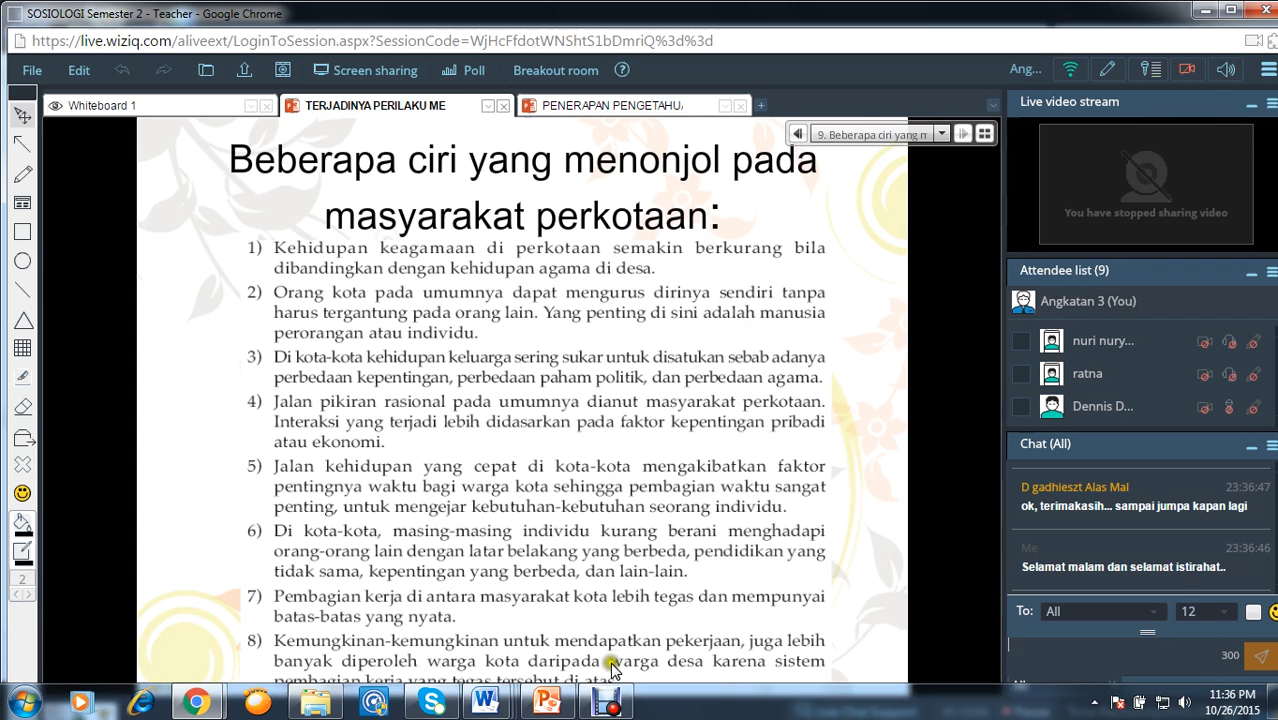 SOSIOLOGI Semester 2 - Teacher - Google Chrome
https://live.wiziq.com/aliveext/LoginToSession.aspx?SessionCode=WjHcFfdotWNShtS1bDmriQ%3d%3d
File Edit Screen sharing Poll Breakout room Ang...
Whiteboard 1 TERJADINYA PERILAKU ME PENERAPAN PENGETAHU
9. Beberapa ciri yang m
Beberapa ciri yang menonjol pada
masyarakat perkotaan:
1) Kehidupan keagamaan di perkotaan semakin berkurang bila
dibandingkan dengan kehidupan agama di desa.
2) Orang kota pada umumnya dapat mengurus dirinya sendiri tanpa
harus tergantung pada orang lain. Yang penting di sini adalah manusia
perorangan atau individu.
3) Di kota-kota kehidupan keluarga sering sukar untuk disatukan sebab adanya
perbedaan kepentingan, perbedaan paham politik, dan perbedaan agama.
4) Jalan pikiran rasional pada umumnya dianut masyarakat perkotaan.
Interaksi yang terjadi lebih didasarkan pada faktor kepentingan pribadi
atau ekonomi.
5) Jalan kehidupan yang cepat di kota-kota mengakibatkan faktor
pentingnya waktu bagi warga kota sehingga pembagian waktu sangat
penting, untuk mengejar kebutuhan-kebutuhan seorang individu.
6) Di kota-kota, masing-masing individu kurang berani menghadapi
orang-orang lain dengan latar belakang yang berbeda, pendidikan yang
tidak sama, kepentingan yang berbeda, dan lain-lain.
7) Pembagian kerja di antara masyarakat kota lebih tegas dan mempunyai
batas-batas yang nyata.
8) Kemungkinan-kemungkinan untuk mendapatkan pekerjaan, juga lebih
banyak diperoleh warga kota daripada warga desa karena sistem
pembagian kerja yang tegas tersebut di atas.
2
Live video stream
You have stopped sharing video
Attendee list (9)
Angkatan 3 (You)
nuri nury...
ratna
Dennis D...
Chat (All)
D gadhieszt Alas Mal 23:36:47
ok, terimakasih... sampai jumpa kapan lagi
Me 23:36:46
Selamat malam dan selamat istirahat..
To: All 12
300
11:36 PM
10/26/2015